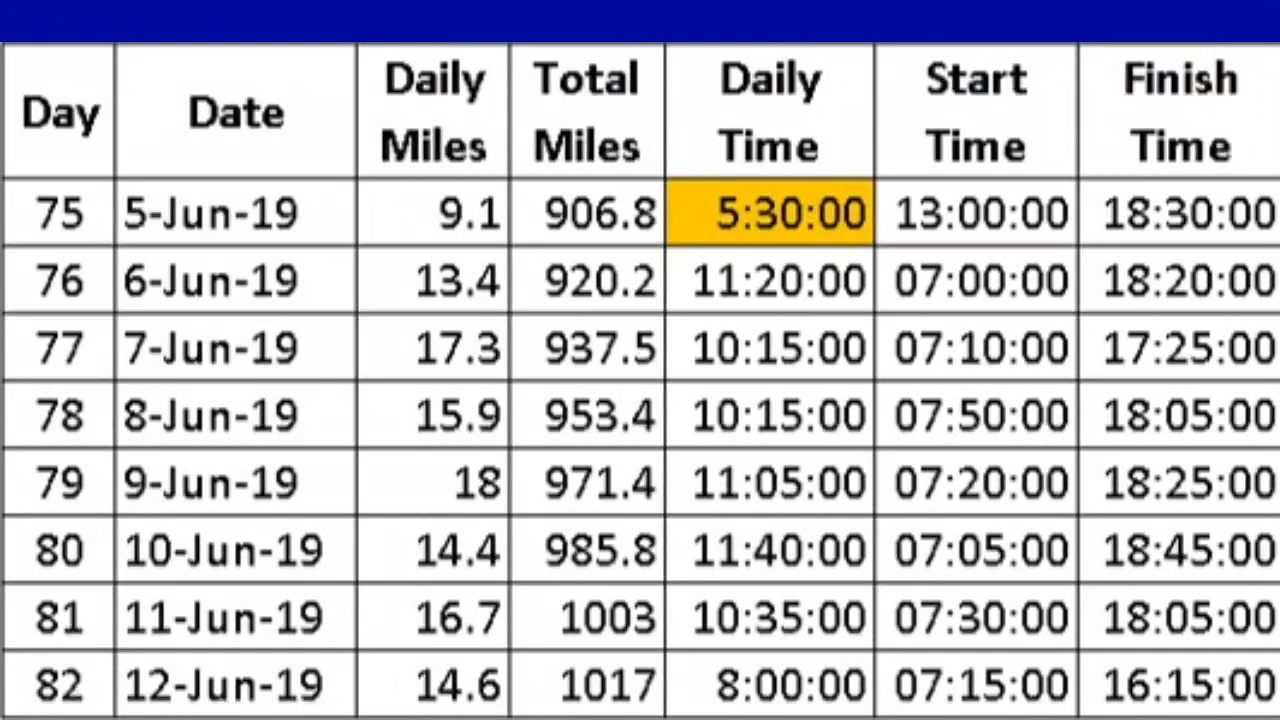 Day Date Daily Miles Total Miles Daily Time Start Time Finish Time
75 5-Jun-19 9.1 906.8 5:30:00 13:00:00 18:30:00
76 6-Jun-19 13.4 920.2 11:20:00 07:00:00 18:20:00
77 7-Jun-19 17.3 937.5 10:15:00 07:10:00 17:25:00
78 8-Jun-19 15.9 953.4 10:15:00 07:50:00 18:05:00
79 9-Jun-19 18 971.4 11:05:00 07:20:00 18:25:00
80 10-Jun-19 14.4 985.8 11:40:00 07:05:00 18:45:00
81 11-Jun-19 16.7 1003 10:35:00 07:30:00 18:05:00
82 12-Jun-19 14.6 1017 8:00:00 07:15:00 16:15:00